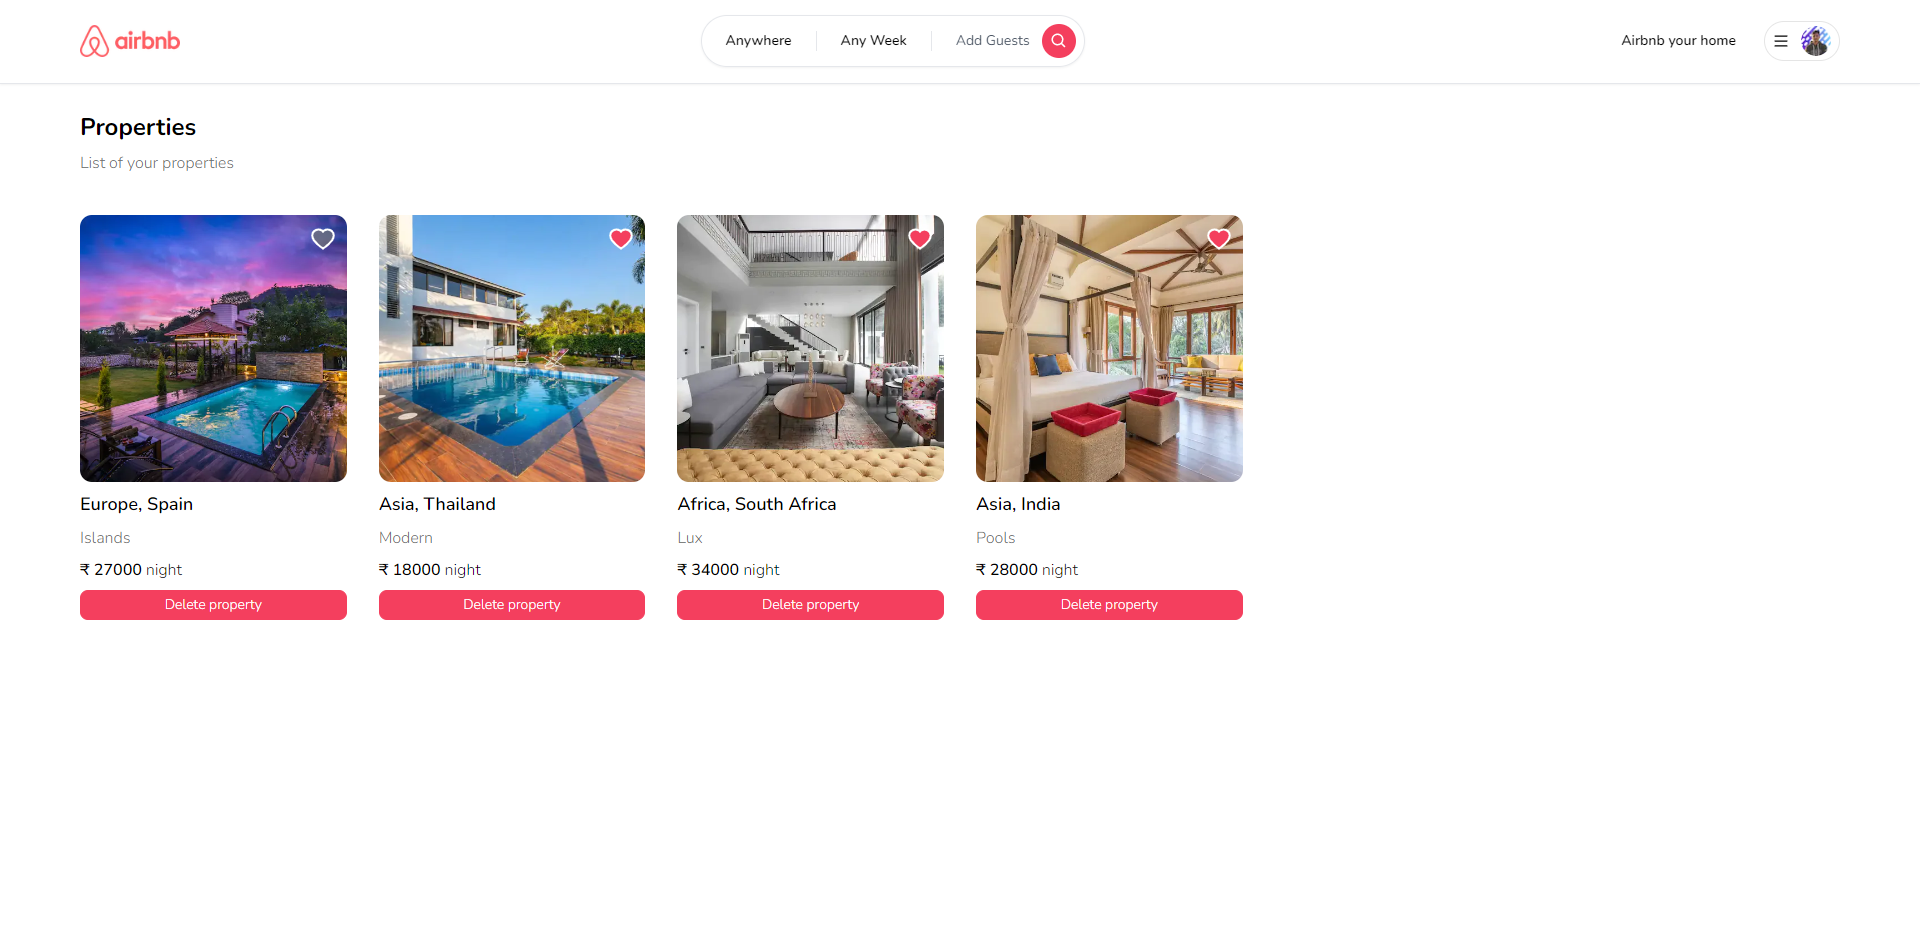 airbnb
Anywhere
Any Week
Add Guests
Airbnb your home
Properties
List of your properties
Europe, Spain
Islands
₹ 27000 night
Delete property
Asia, Thailand
Modern
₹ 18000 night
Delete property
Africa, South Africa
Lux
₹ 34000 night
Delete property
Asia, India
Pools
₹ 28000 night
Delete property